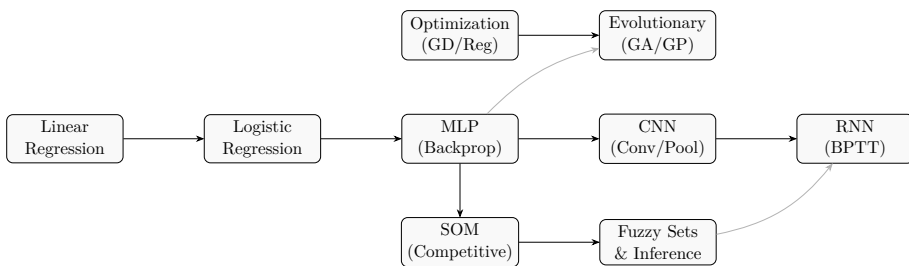 Optimization
(GD/Reg)
Evolutionary
(GA/GP)
Linear
Regression
Logistic
Regression
MLP
(Backprop)
CNN
(Conv/Pool)
RNN
(BPTT)
SOM
(Competitive)
Fuzzy Sets
& Inference